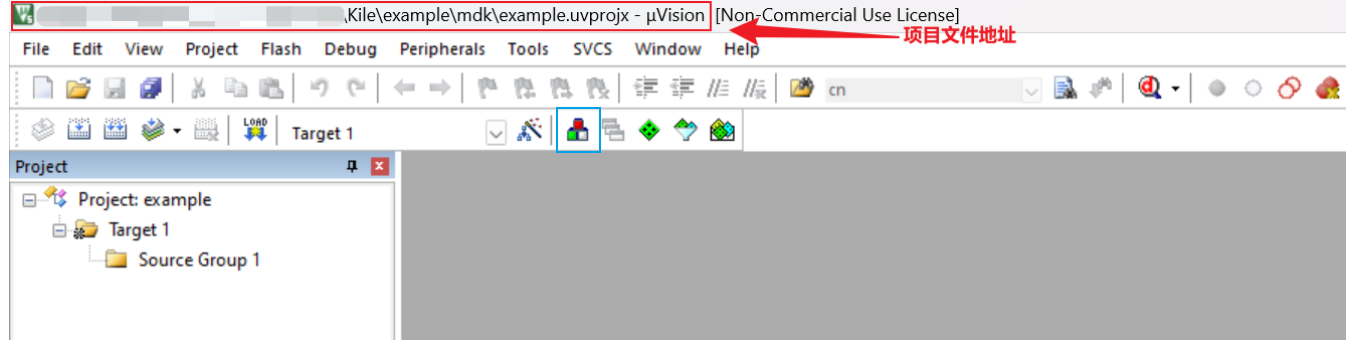 \Kile\example\mdk\example.uvprojx - µVision [Non-Commercial Use License]
项目文件地址
File Edit View Project Flash Debug Peripherals Tools SVCS Window Help
cn
LOAD Target 1
Project
Project: example
Target 1
Source Group 1